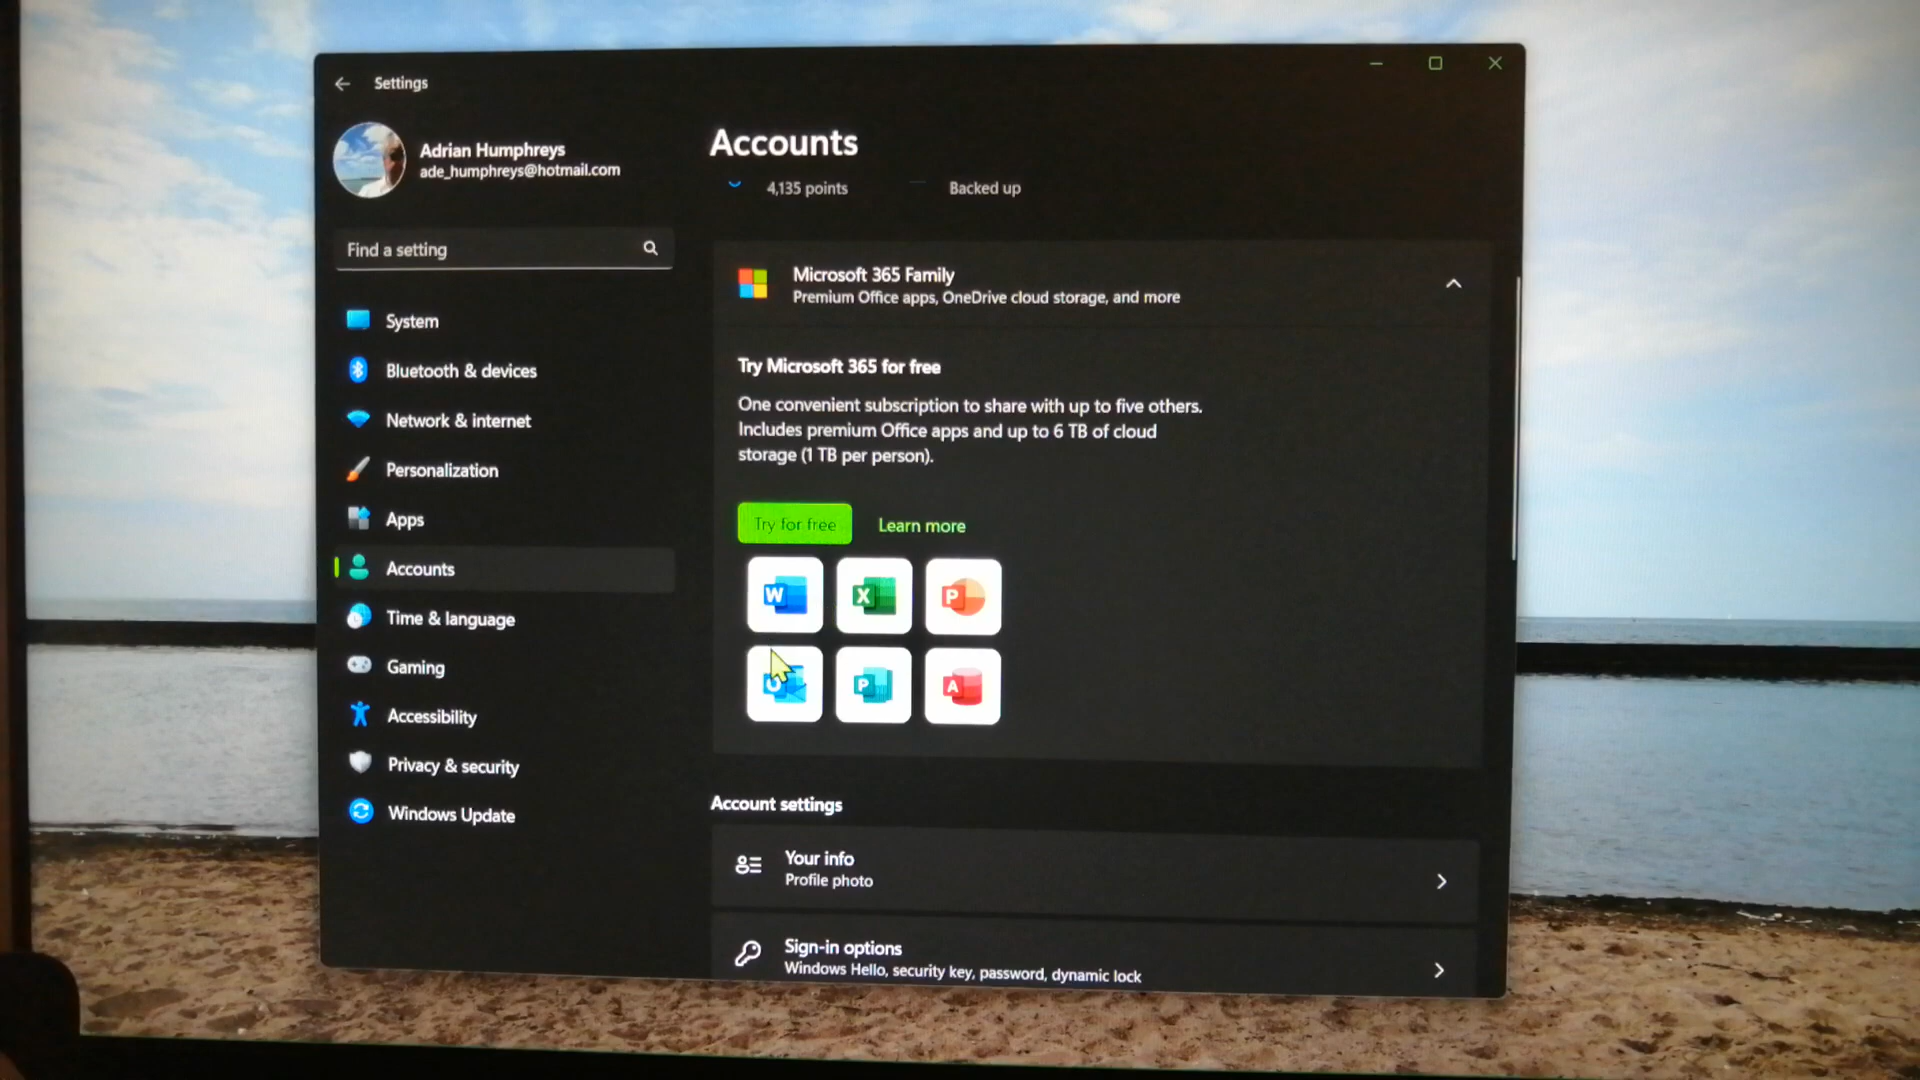 Settings
Adrian Humphreys
ade_humphreys@hotmail.com
Find a setting
System
Bluetooth & devices
Network & internet
Personalization
Apps
Accounts
Time & language
Gaming
Accessibility
Privacy & security
Windows Update
Accounts
4,135 points
Backed up
Microsoft 365 Family
Premium Office apps, OneDrive cloud storage, and more
Try Microsoft 365 for free
One convenient subscription to share with up to five others.
Includes premium Office apps and up to 6 TB of cloud
storage (1 TB per person).
Try for free
Learn more
W
X
P
O
P
A
Account settings
Your info
Profile photo
Sign-in options
Windows Hello, security key, password, dynamic lock